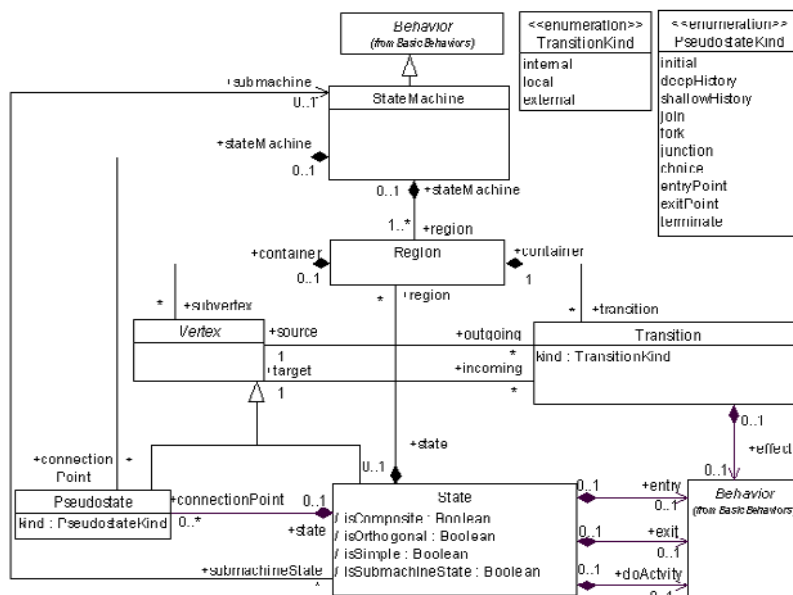 Behavior
(from BasicBehaviors)
<<enumeration>>
TransitionKind
internal
local
external
<<enumeration>>
PseudostateKind
initial
deepHistory
shallowHistory
join
fork
junction
choice
entryPoint
exitPoint
terminate
submachine
0..1
StateMachine
+stateMachine
0..1
0..1
+stateMachine
1..*
+region
+container
0..1
Region
+container
1
*
+subvertex
*
region
*
+transition
Vertex
+source
1
+outgoing
*
Transition
kind : TransitionKind
target
1
+incoming
*
0..1
+effect
0..1
+state
0..1
+connection
Point
*
Pseudostate
kind : PseudostateKind
+connectionPoint
0..*
0..1
+state
State
/ isComposite : Boolean
/ isOrthogonal : Boolean
/ isSimple : Boolean
/ isSubmachineState : Boolean
+submachineState
*
0..1
+entry
0..1
0..1
+exit
0..1
0..1
+doActvity
0..1
Behavior
(from BasicBehaviors)